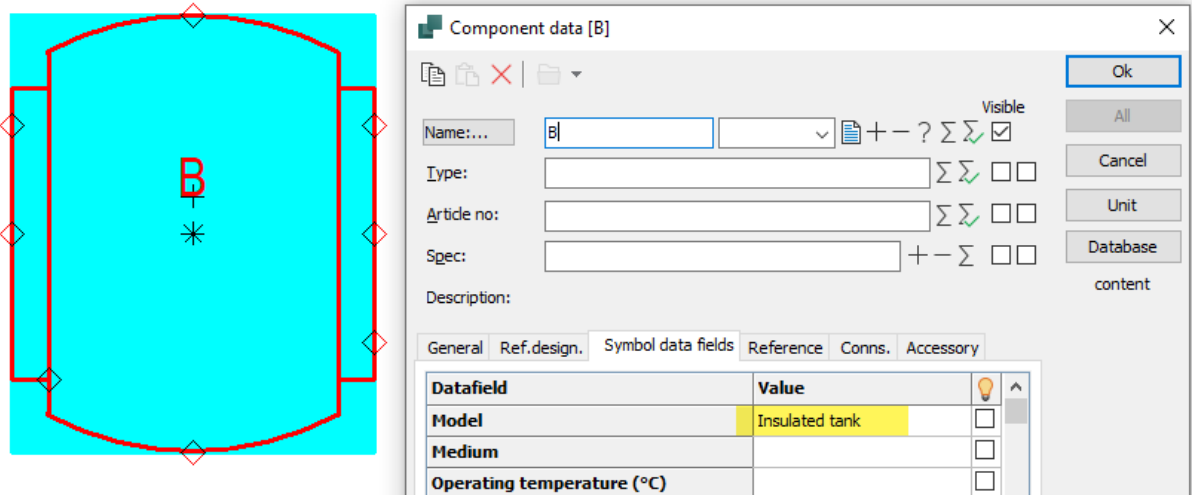 B
Component data [B]
Ok
Visible
All
Name:...
B
Type:
Cancel
Article no:
Unit
Spec:
Database
content
Description:
General Ref.design. Symbol data fields Reference Conns. Accessory
Datafield Value
Model Insulated tank
Medium
Operating temperature (°C)